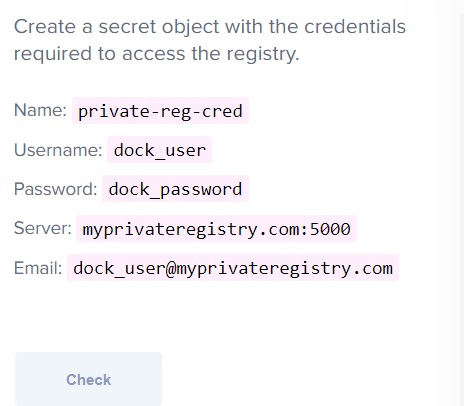 Create a secret object with the credentials
required to access the registry.
Name: private-reg-cred
Username: dock_user
Password: dock_password
Server: myprivateregistry.com:5000
Email: dock_user@myprivateregistry.com
Check